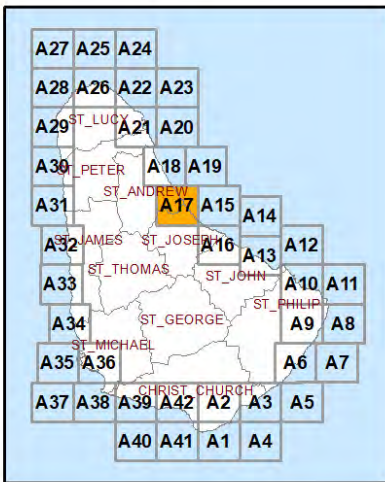 A27 A25 A24
A28 A26 A22 A23
A29 ST_LUCY A21 A20
A30 ST_PETER A18 A19
ST_ANDREW
A31 A17 A15 A14
A32 ST_JAMES ST_JOSEPH A16 A13 A12
ST_THOMAS ST_JOHN
A33 A10 A11
ST_PHILIP
A34 ST_GEORGE A9 A8
ST_MICHAEL
A35 A36 A6 A7
CHRIST_CHURCH
A37 A38 A39 A42 A2 A3 A5
A40 A41 A1 A4